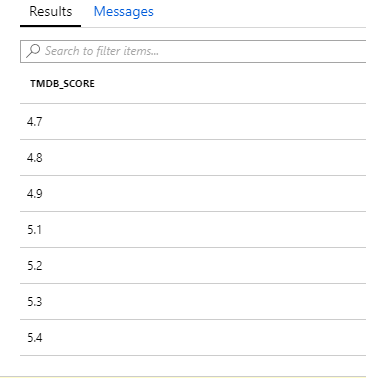 Results Messages
Search to filter items...
TMDB_SCORE
4.7
4.8
4.9
5.1
5.2
5.3
5.4